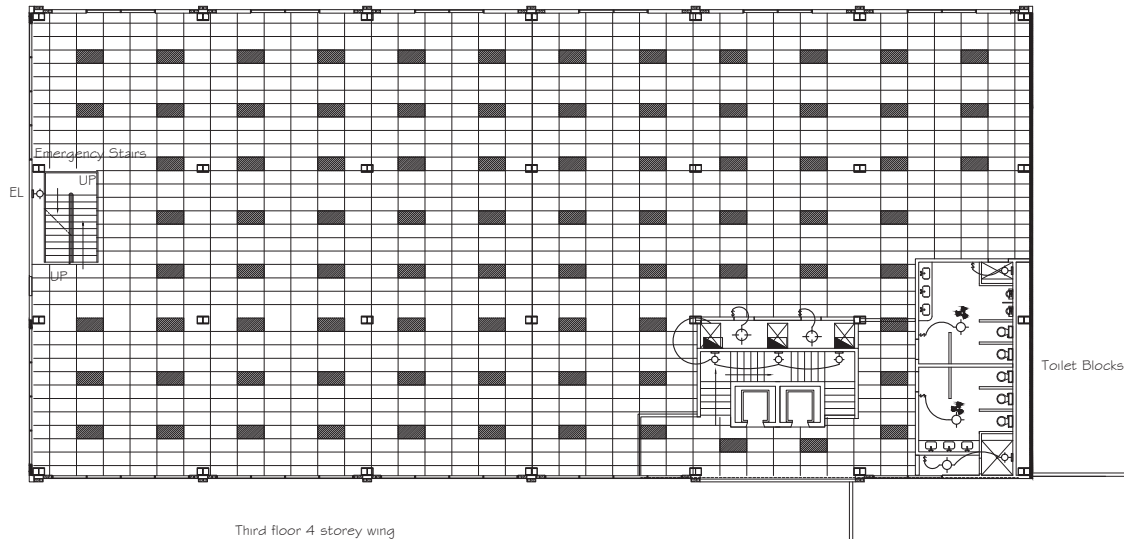 Emergency Stairs
UP
EL
UP
Toilet Blocks
Third floor 4 storey wing